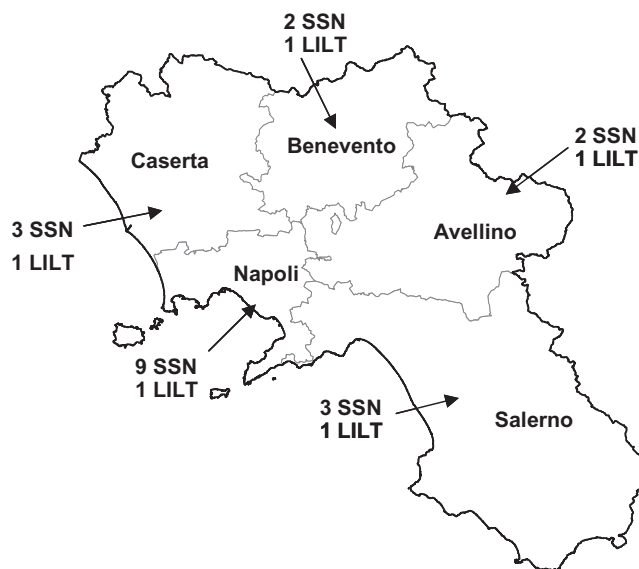 2 SSN
1 LILT
Benevento
2 SSN
1 LILT
Caserta
3 SSN
1 LILT
Avellino
Napoli
9 SSN
1 LILT
3 SSN
1 LILT
Salerno